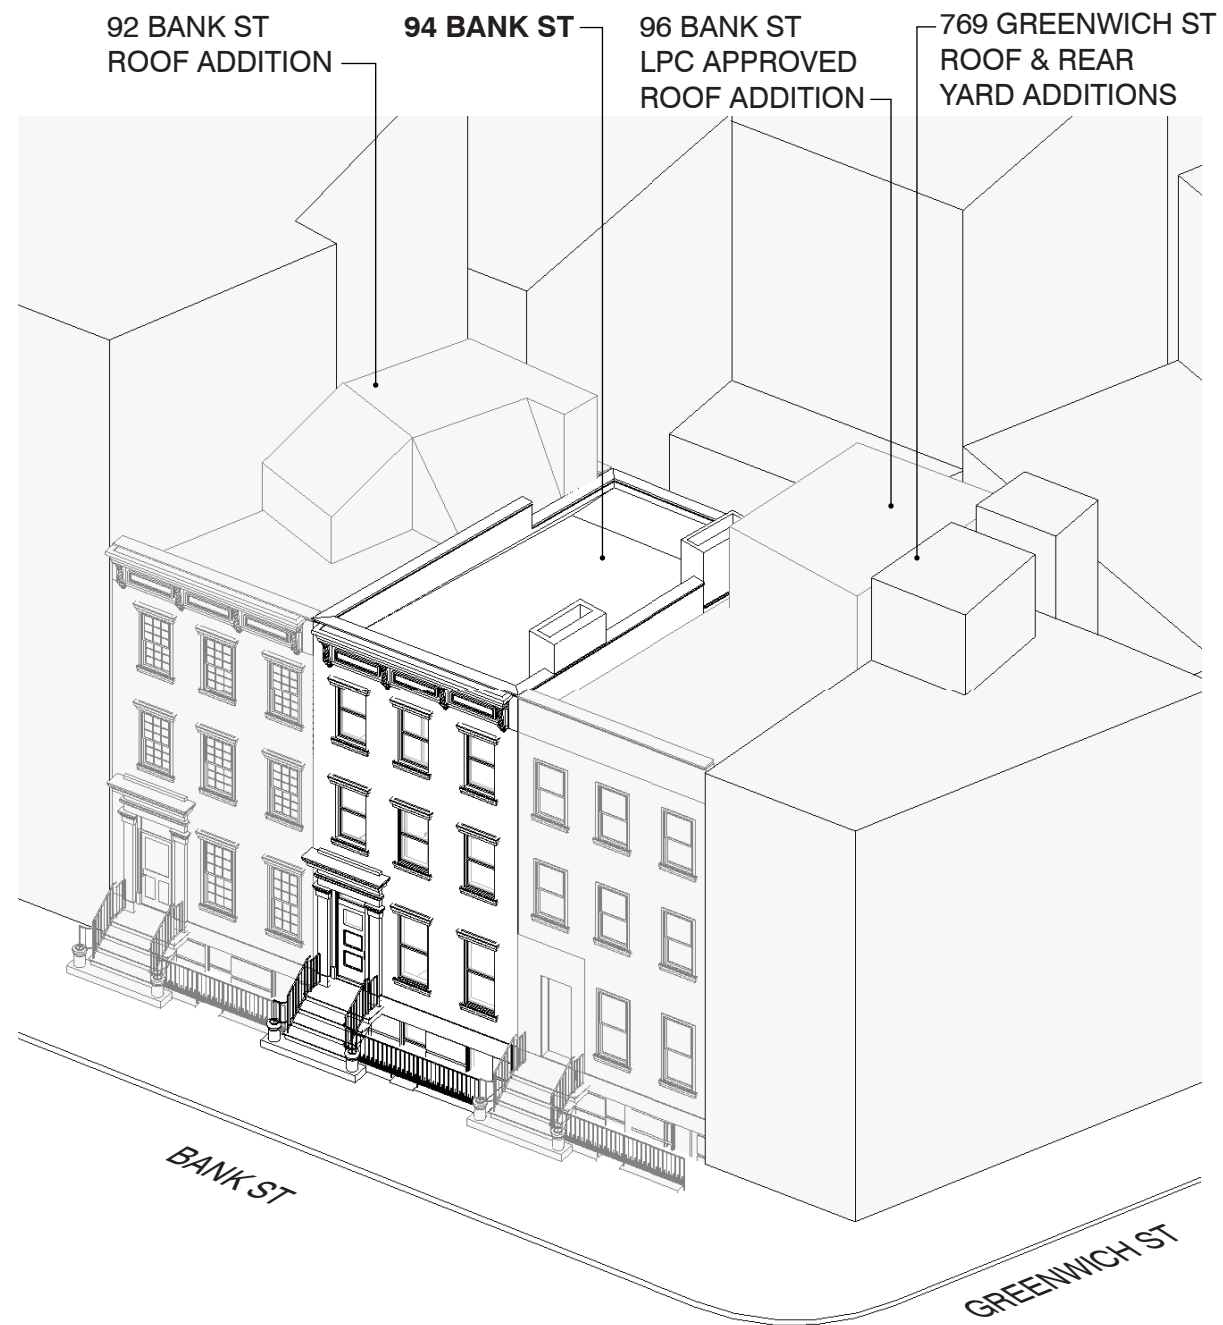 92 BANK ST
ROOF ADDITION
94 BANK ST
96 BANK ST
LPC APPROVED
ROOF ADDITION
769 GREENWICH ST
ROOF & REAR
YARD ADDITIONS
BANK ST
GREENWICH ST